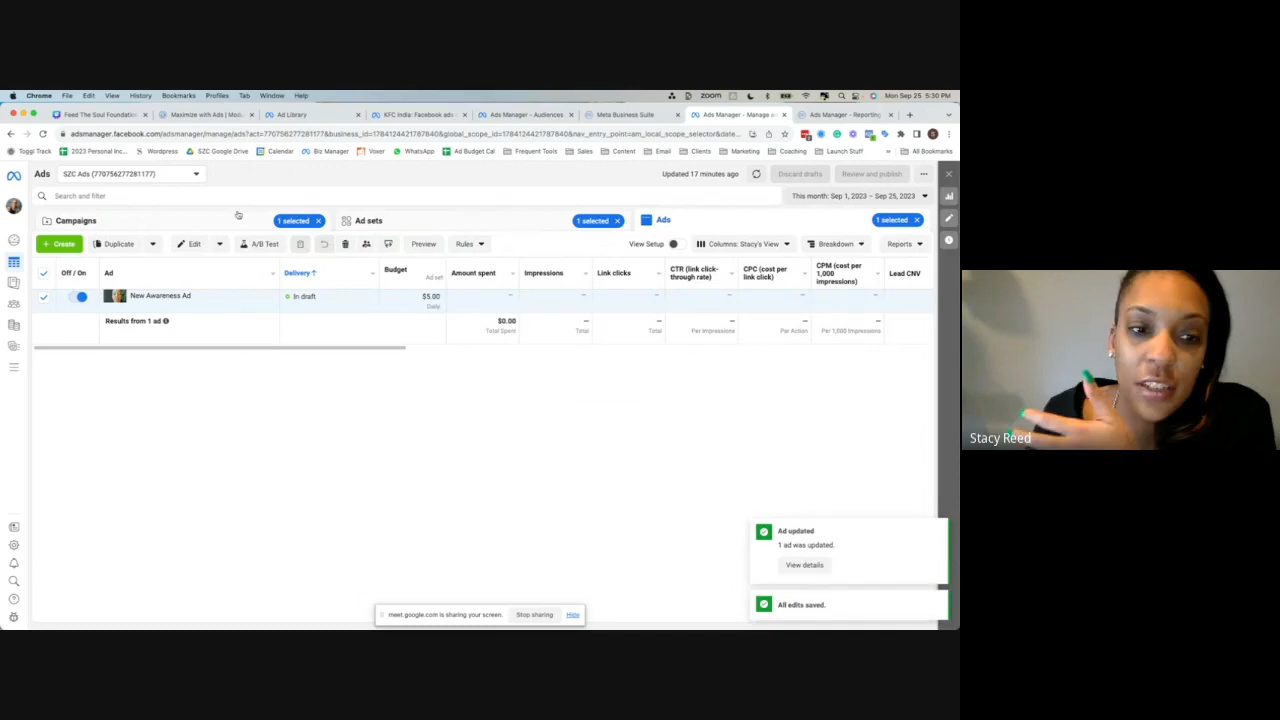 Chrome File Edit View History Bookmarks Profiles Tab Window Help
zoom
Mon Sep 25 5:30 PM
Feed The Soul Foundation
Maximize with Ads | Mod
Ad Library
KFC India: Facebook ads
Ads Manager - Audiences
Meta Business Suite
Ads Manager - Manage a
Ads Manager - Reporting
adsmanager.facebook.com/adsmanager/manage/ads?act=770756277281177&business_id=1784124421787840&global_scope_id=1784124421787840&nav_entry_point=am_local_scope_selector&date...
Toggl Track
2023 Personal Inc...
Wordpress
SZC Google Drive
Calendar
Biz Manager
Voxer
WhatsApp
Ad Budget Cal
Frequent Tools
Sales
Content
Email
Clients
Marketing
Coaching
Launch Stuff
»
All Bookmarks
Ads
SZC Ads (770756277281177)
Updated 17 minutes ago
Discard drafts
Review and publish
Search and filter
This month: Sep 1, 2023 – Sep 25, 2023
Campaigns
1 selected
Ad sets
1 selected
Ads
1 selected
+ Create
Duplicate
Edit
A/B Test
Preview
Rules
View Setup
Columns: Stacy's View
Breakdown
Reports
Off / On
Ad
Delivery ↑
Budget
Ad set
Amount spent
Impressions
Link clicks
CTR (link click-
through rate)
CPC (cost per
link click)
CPM (cost per
1,000
impressions)
Lead CNV
New Awareness Ad
In draft
$5.00
Daily
–
–
–
–
–
–
Results from 1 ad
$0.00
Total Spent
–
Total
–
Total
–
Per Impressions
–
Per Action
–
Per 1,000 Impressions
Stacy Reed
Ad updated
1 ad was updated.
View details
All edits saved.
meet.google.com is sharing your screen.
Stop sharing
Hide